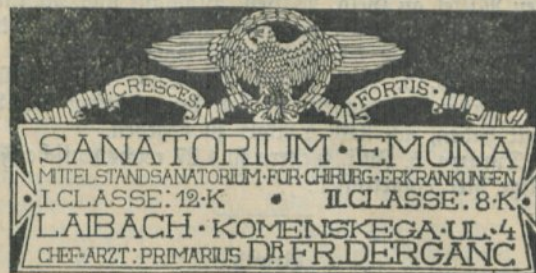 ·CRESCES· ·FORTIS·
SANATORIUM·EMONA
MITTELSTANDSANATORIUM·FÜR·CHIRURG·ERKRANKUNGEN
·I.CLASSE:12·K • II.CLASSE:8·K·
LAIBACH·KOMENSKEGA·UL·4
CHEF-ARZT:PRIMARIUS DR FR.DERGANC